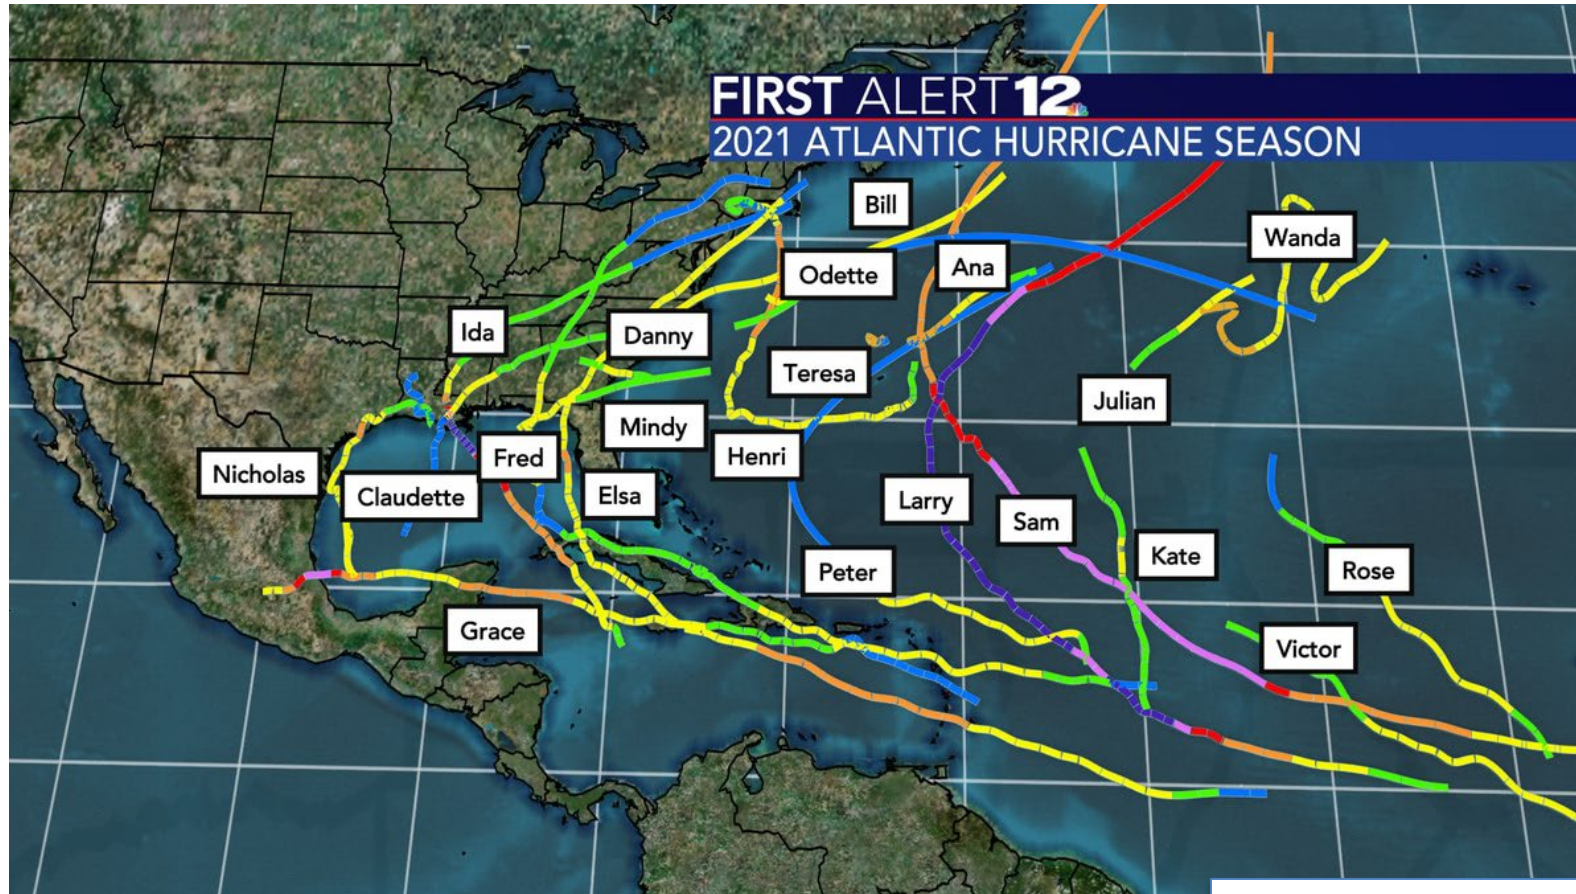 FIRST ALERT 12
2021 ATLANTIC HURRICANE SEASON
Bill
Wanda
Odette
Ana
Ida
Danny
Teresa
Julian
Mindy
Fred
Henri
Nicholas
Claudette
Elsa
Larry
Sam
Kate
Peter
Rose
Grace
Victor